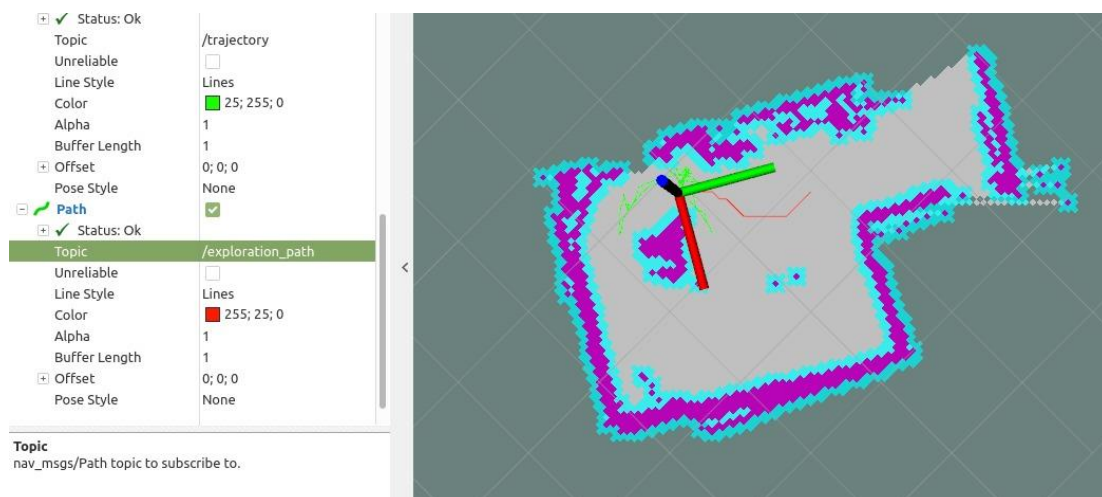 Status: Ok
Topic /trajectory
Unreliable
Line Style Lines
Color 25; 255; 0
Alpha 1
Buffer Length 1
Offset 0; 0; 0
Pose Style None
Path
Status: Ok
Topic /exploration_path
Unreliable
Line Style Lines
Color 255; 25; 0
Alpha 1
Buffer Length 1
Offset 0; 0; 0
Pose Style None
Topic
nav_msgs/Path topic to subscribe to.